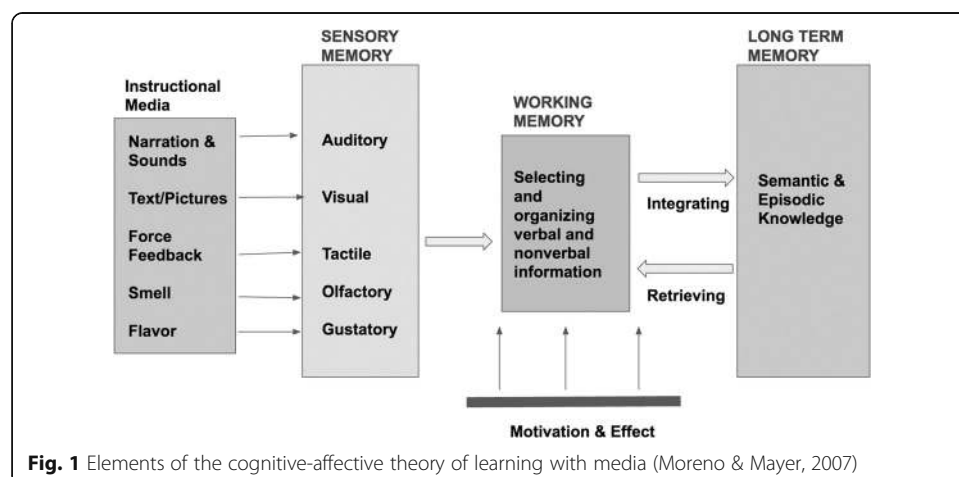 SENSORY
MEMORY
LONG TERM
MEMORY
Instructional
Media
WORKING
MEMORY
Narration &
Sounds
Text/Pictures
Force
Feedback
Smell
Flavor
Auditory
Visual
Tactile
Olfactory
Gustatory
Selecting
and
organizing
verbal and
nonverbal
information
Integrating
Retrieving
Semantic &
Episodic
Knowledge
Motivation & Effect
Fig. 1 Elements of the cognitive-affective theory of learning with media (Moreno & Mayer, 2007)